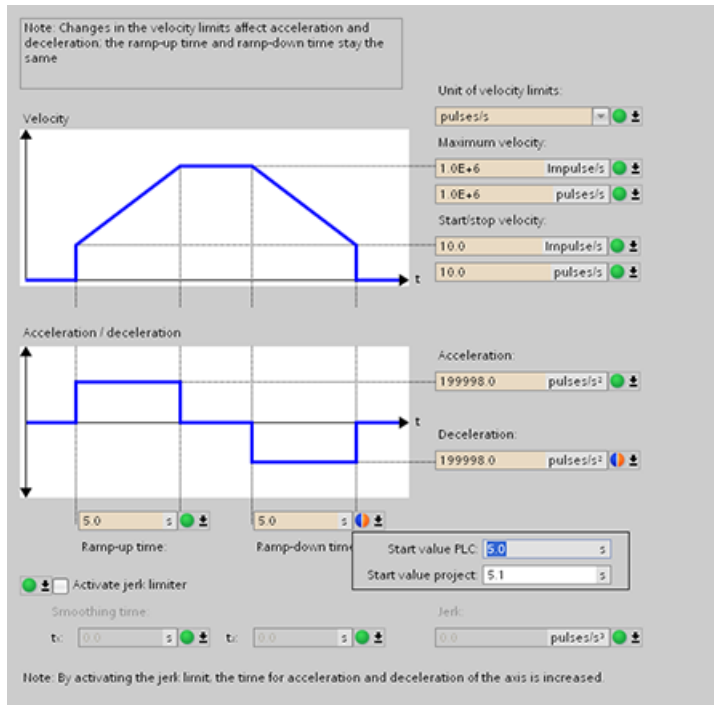 Note: Changes in the velocity limits affect acceleration and
deceleration; the ramp-up time and ramp-down time stay the
same
Unit of velocity limits:
Velocity
pulses/s
Maximum velocity:
1.0E+6 Impulse/s
1.0E+6 pulses/s
Start/stop velocity:
10.0 Impulse/s
t
10.0 pulses/s
Acceleration / deceleration
Acceleration:
199998.0 pulses/s²
t
Deceleration:
199998.0 pulses/s²
5.0 s
5.0 s
Ramp-up time:
Ramp-down time
Start value PLC: 5.0 s
Start value project: 5.1 s
Activate jerk limiter
Smoothing time:
Jerk:
t₁: 0.0 s
t₂: 0.0 s
0.0 pulses/s³
Note: By activating the jerk limit, the time for acceleration and deceleration of the axis is increased.